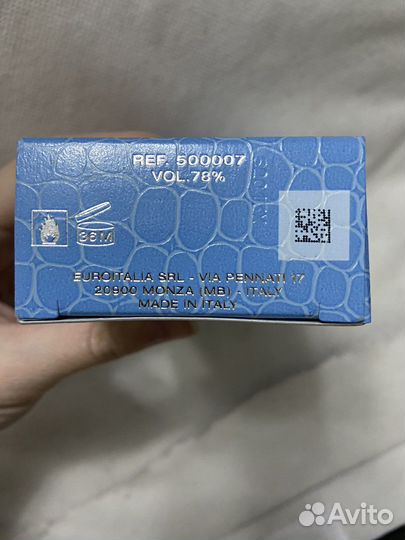 REF. 500007
VOL.78%
36M
EUROITALIA SRL - VIA PENNATI 17
20900 MONZA (MB) - ITALY
MADE IN ITALY
Avito